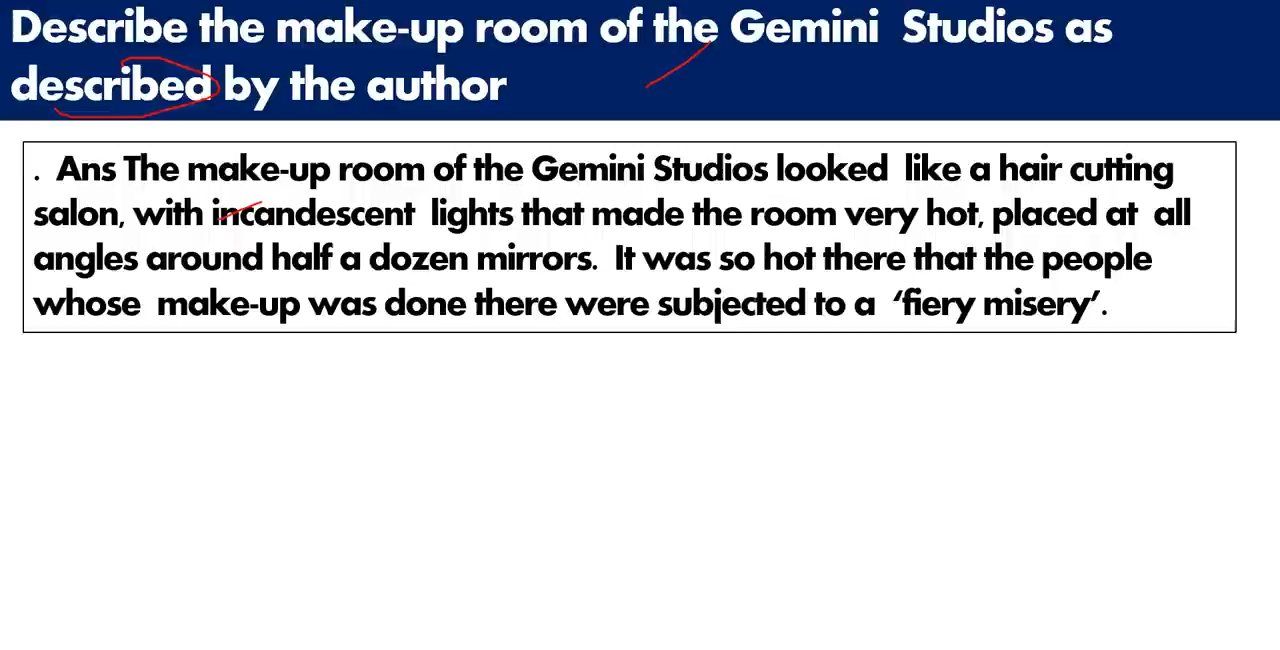 Describe the make-up room of the Gemini Studios as
described by the author
. Ans The make-up room of the Gemini Studios looked like a hair cutting
salon, with incandescent lights that made the room very hot, placed at all
angles around half a dozen mirrors. It was so hot there that the people
whose make-up was done there were subjected to a ‘fiery misery’.